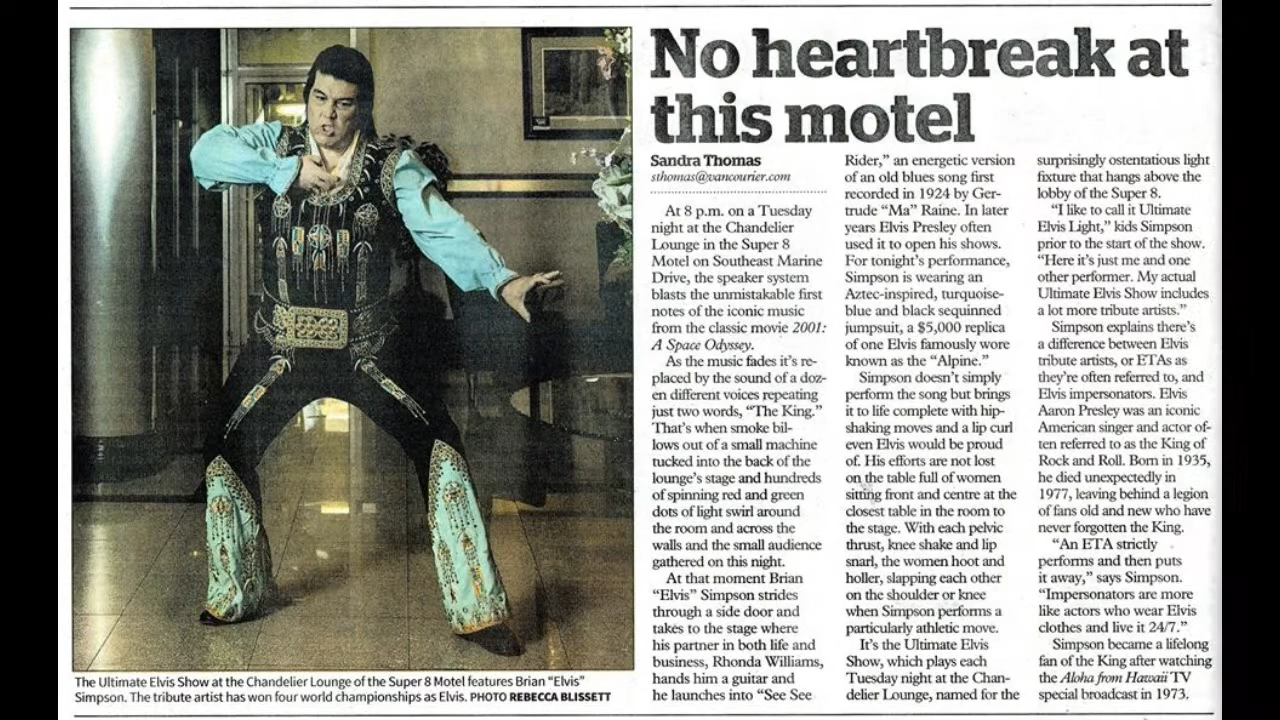 No heartbreak at
this motel
Sandra Thomas
sthomas@vancourier.com
At 8 p.m. on a Tuesday
night at the Chandelier
Lounge in the Super 8
Motel on Southeast Marine
Drive, the speaker system
blasts the unmistakable first
notes of the iconic music
from the classic movie 2001:
A Space Odyssey.
As the music fades it's re-
placed by the sound of a doz-
en different voices repeating
just two words, “The King.”
That's when smoke bil-
lows out of a small machine
tucked into the back of the
lounge's stage and hundreds
of spinning red and green
dots of light swirl around
the room and across the
walls and the small audience
gathered on this night.
At that moment Brian
“Elvis” Simpson strides
through a side door and
takes to the stage where
his partner in both life and
business, Rhonda Williams,
hands him a guitar and
he launches into “See See
Rider,” an energetic version
of an old blues song first
recorded in 1924 by Ger-
trude “Ma” Raine. In later
years Elvis Presley often
used it to open his shows.
For tonight's performance,
Simpson is wearing an
Aztec-inspired, turquoise-
blue and black sequinned
jumpsuit, a $5,000 replica
of one Elvis famously wore
known as the “Alpine.”
Simpson doesn't simply
perform the song but brings
it to life complete with hip-
shaking moves and a lip curl
even Elvis would be proud
of. His efforts are not lost
on the table full of women
sitting front and centre at the
closest table in the room to
the stage. With each pelvic
thrust, knee shake and lip
snarl, the women hoot and
holler, slapping each other
on the shoulder or knee
when Simpson performs a
particularly athletic move.
It's the Ultimate Elvis
Show, which plays each
Tuesday night at the Chan-
delier Lounge, named for the
surprisingly ostentatious light
fixture that hangs above the
lobby of the Super 8.
“I like to call it Ultimate
Elvis Light,” kids Simpson
prior to the start of the show.
“Here it's just me and one
other performer. My actual
Ultimate Elvis Show includes
a lot more tribute artists.”
Simpson explains there's
a difference between Elvis
tribute artists, or ETAs as
they're often referred to, and
Elvis impersonators. Elvis
Aaron Presley was an iconic
American singer and actor of-
ten referred to as the King of
Rock and Roll. Born in 1935,
he died unexpectedly in
1977, leaving behind a legion
of fans old and new who have
never forgotten the King.
“An ETA strictly
performs and then puts
it away,” says Simpson.
“Impersonators are more
like actors who wear Elvis
clothes and live it 24/7.”
Simpson became a lifelong
fan of the King after watching
the Aloha from Hawaii TV
special broadcast in 1973.
The Ultimate Elvis Show at the Chandelier Lounge of the Super 8 Motel features Brian “Elvis”
Simpson. The tribute artist has won four world championships as Elvis. PHOTO REBECCA BLISSETT